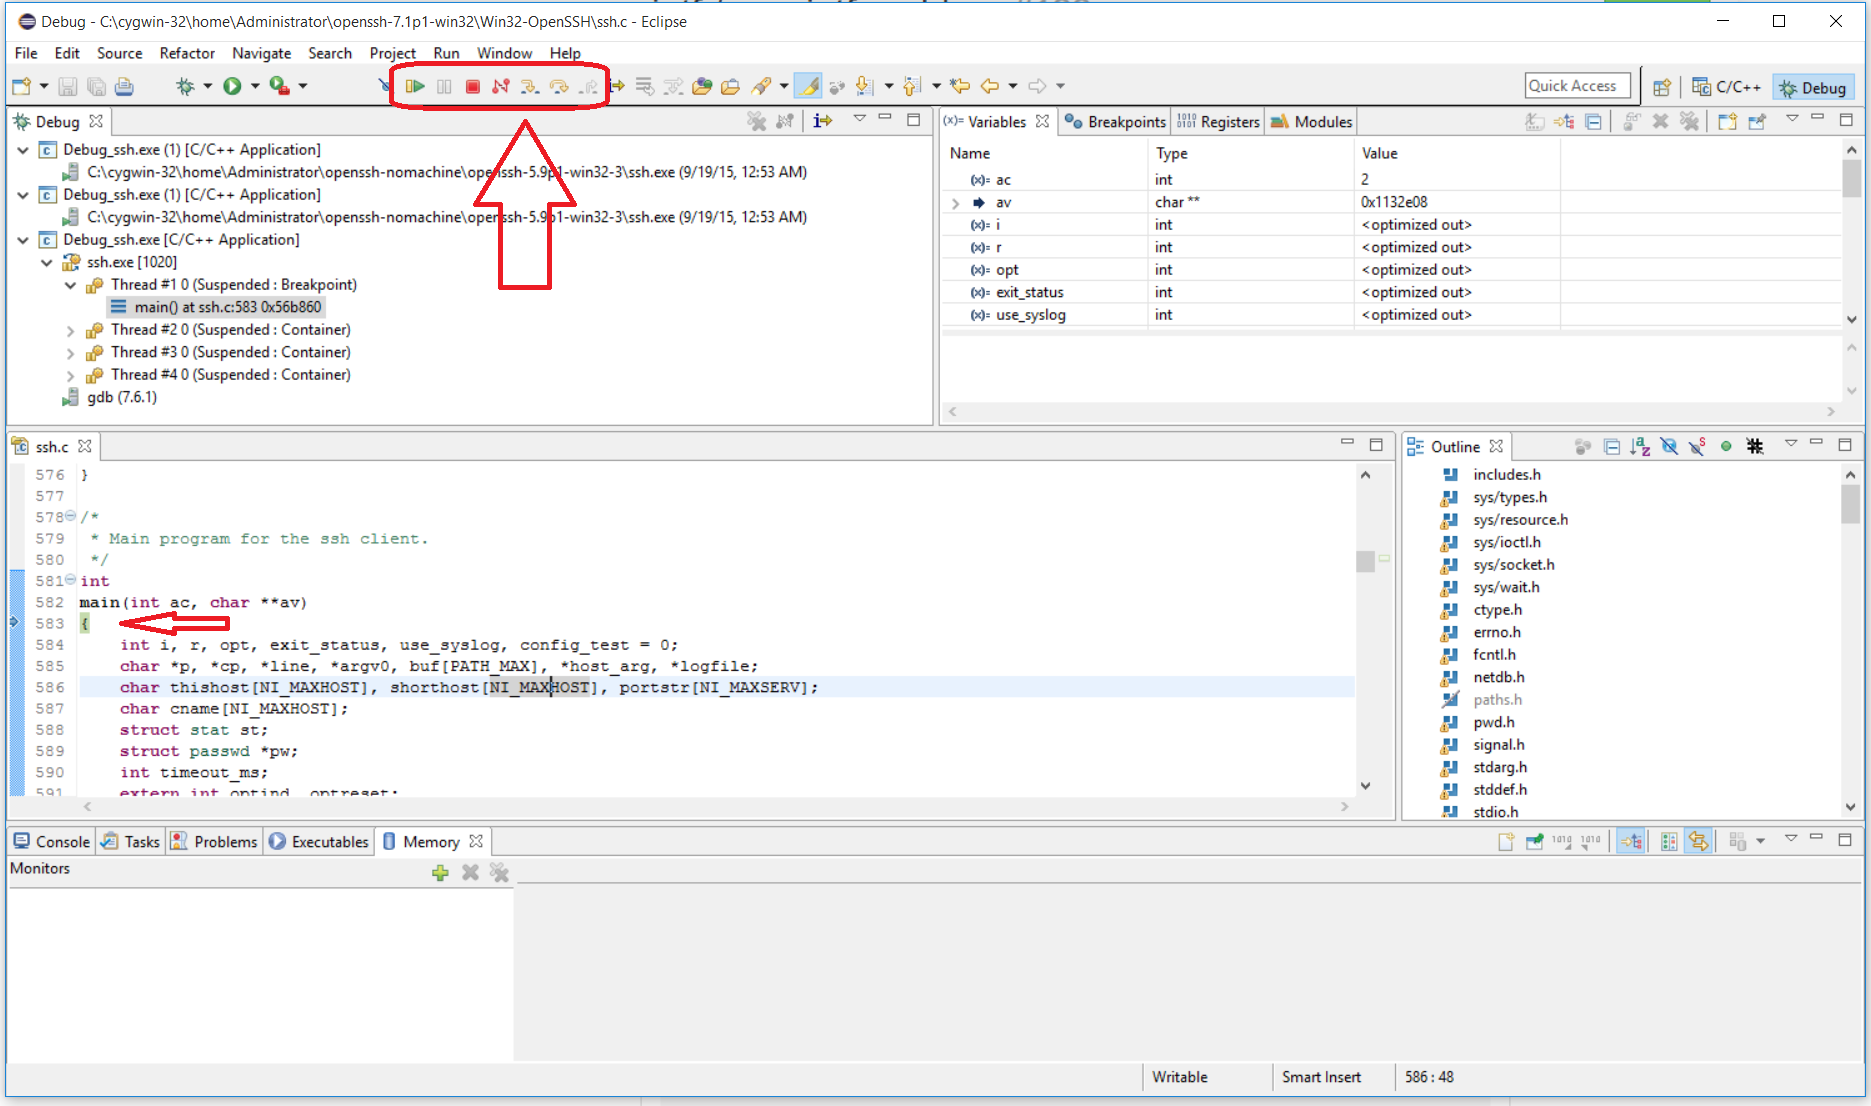 Debug - C:\cygwin-32\home\Administrator\openssh-7.1p1-win32\Win32-OpenSSH\ssh.c - Eclipse
File Edit Source Refactor Navigate Search Project Run Window Help
Quick Access C/C++ Debug
Debug
Debug_ssh.exe (1) [C/C++ Application]
C:\cygwin-32\home\Administrator\openssh-nomachine\openssh-5.9p1-win32-3\ssh.exe (9/19/15, 12:53 AM)
Debug_ssh.exe (1) [C/C++ Application]
C:\cygwin-32\home\Administrator\openssh-nomachine\openssh-5.9p1-win32-3\ssh.exe (9/19/15, 12:53 AM)
Debug_ssh.exe [C/C++ Application]
ssh.exe [1020]
Thread #1 0 (Suspended : Breakpoint)
main() at ssh.c:583 0x56b860
Thread #2 0 (Suspended : Container)
Thread #3 0 (Suspended : Container)
Thread #4 0 (Suspended : Container)
gdb (7.6.1)
(x)= Variables Breakpoints 1010 0101 Registers Modules
Name Type Value
(x)= ac int 2
av char ** 0x1132e08
(x)= i int <optimized out>
(x)= r int <optimized out>
(x)= opt int <optimized out>
(x)= exit_status int <optimized out>
(x)= use_syslog int <optimized out>
ssh.c
576 }
577
578 /*
579 * Main program for the ssh client.
580 */
581 int
582 main(int ac, char **av)
583 {
584 int i, r, opt, exit_status, use_syslog, config_test = 0;
585 char *p, *cp, *line, *argv0, buf[PATH_MAX], *host_arg, *logfile;
586 char thishost[NI_MAXHOST], shorthost[NI_MAXHOST], portstr[NI_MAXSERV];
587 char cname[NI_MAXHOST];
588 struct stat st;
589 struct passwd *pw;
590 int timeout_ms;
591 extern int optind, optreset;
Outline
includes.h
sys/types.h
sys/resource.h
sys/ioctl.h
sys/socket.h
sys/wait.h
ctype.h
errno.h
fcntl.h
netdb.h
paths.h
pwd.h
signal.h
stdarg.h
stddef.h
stdio.h
Console Tasks Problems Executables Memory
Monitors
Writable Smart Insert 586 : 48